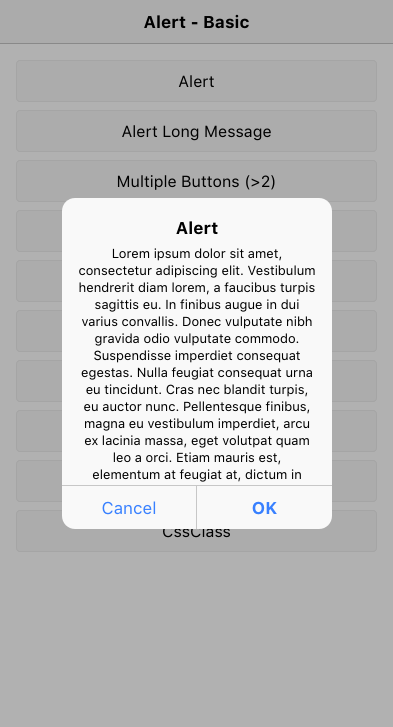 Alert - Basic
Alert
Alert Long Message
Multiple Buttons (>2)
Alert
Lorem ipsum dolor sit amet,
consectetur adipiscing elit. Vestibulum
hendrerit diam lorem, a faucibus turpis
sagittis eu. In finibus augue in dui
varius convallis. Donec vulputate nibh
gravida odio vulputate commodo.
Suspendisse imperdiet consequat
egestas. Nulla feugiat consequat urna
eu tincidunt. Cras nec blandit turpis,
eu auctor nunc. Pellentesque finibus,
magna eu vestibulum imperdiet, arcu
ex lacinia massa, eget volutpat quam
leo a orci. Etiam mauris est,
elementum at feugiat at, dictum in
Cancel
OK
CssClass